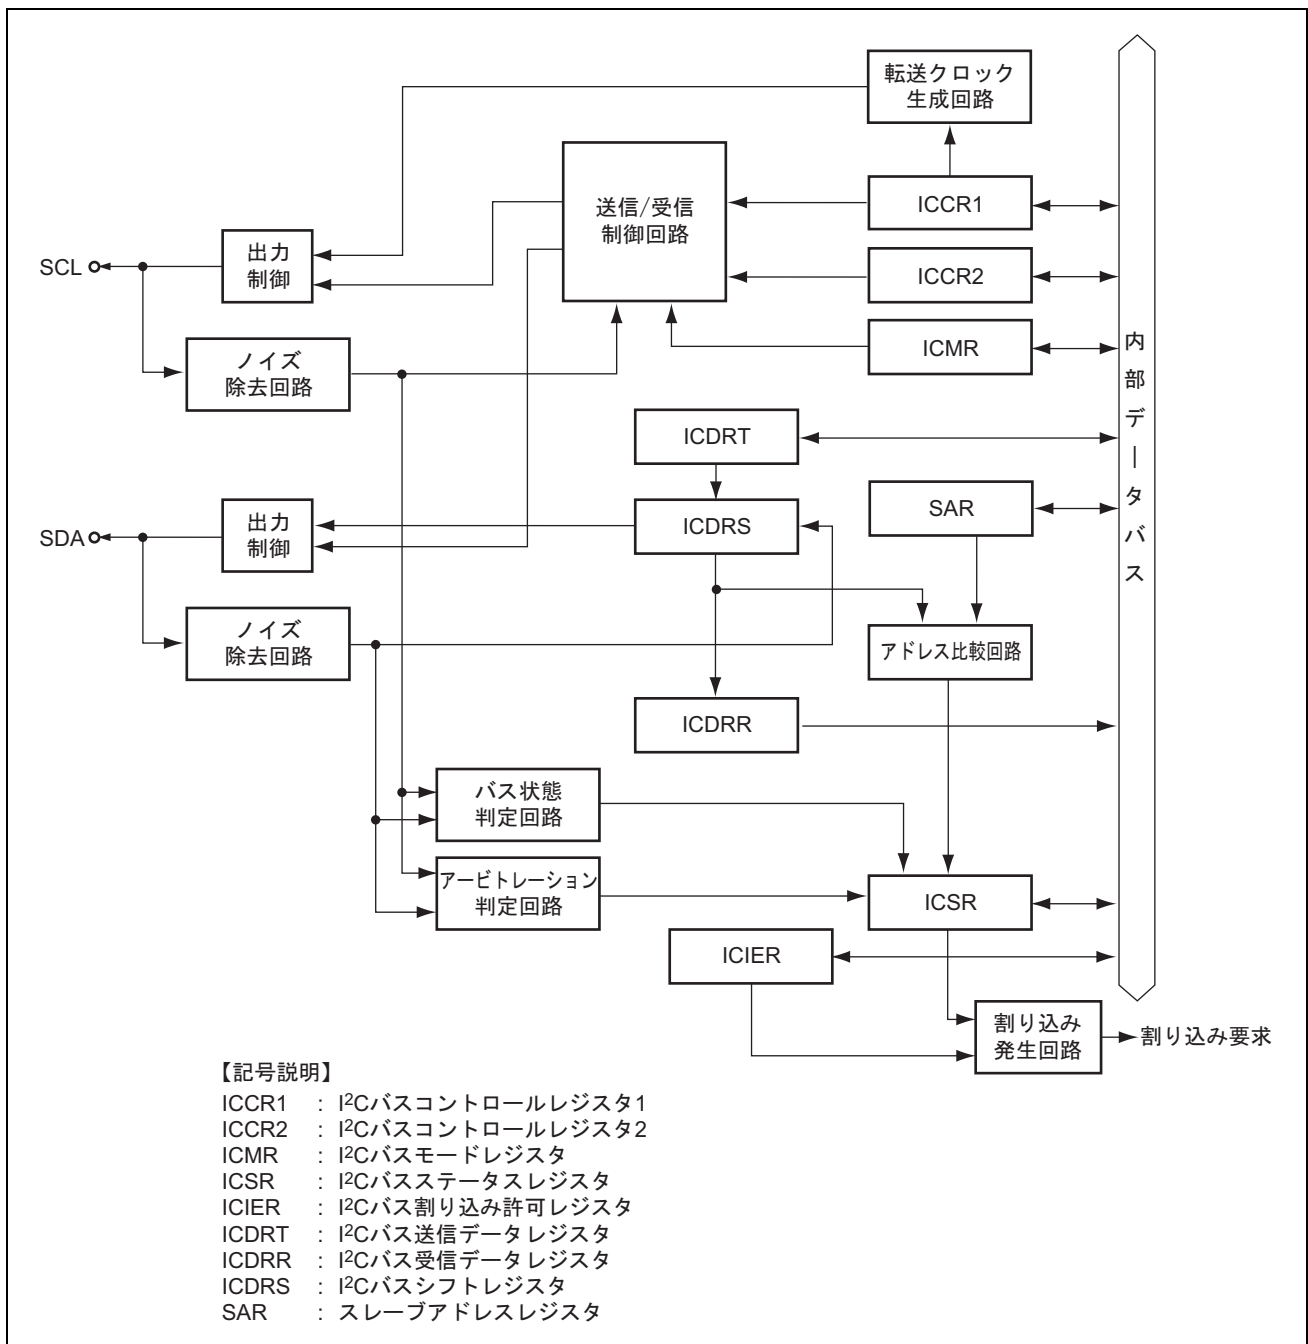 転送クロック
生成回路
送信/受信
制御回路
ICCR1
出力
制御
SCL
ICCR2
ノイズ
除去回路
ICMR
内部データバス
ICDRT
SAR
出力
制御
ICDRS
SDA
ノイズ
除去回路
アドレス比較回路
ICDRR
バス状態
判定回路
アービトレーション
判定回路
ICSR
ICIER
割り込み
発生回路
割り込み要求
【記号説明】
ICCR1 : I²Cバスコントロールレジスタ1
ICCR2 : I²Cバスコントロールレジスタ2
ICMR : I²Cバスモードレジスタ
ICSR : I²Cバスステータスレジスタ
ICIER : I²Cバス割り込み許可レジスタ
ICDRT : I²Cバス送信データレジスタ
ICDRR : I²Cバス受信データレジスタ
ICDRS : I²Cバスシフトレジスタ
SAR : スレーブアドレスレジスタ